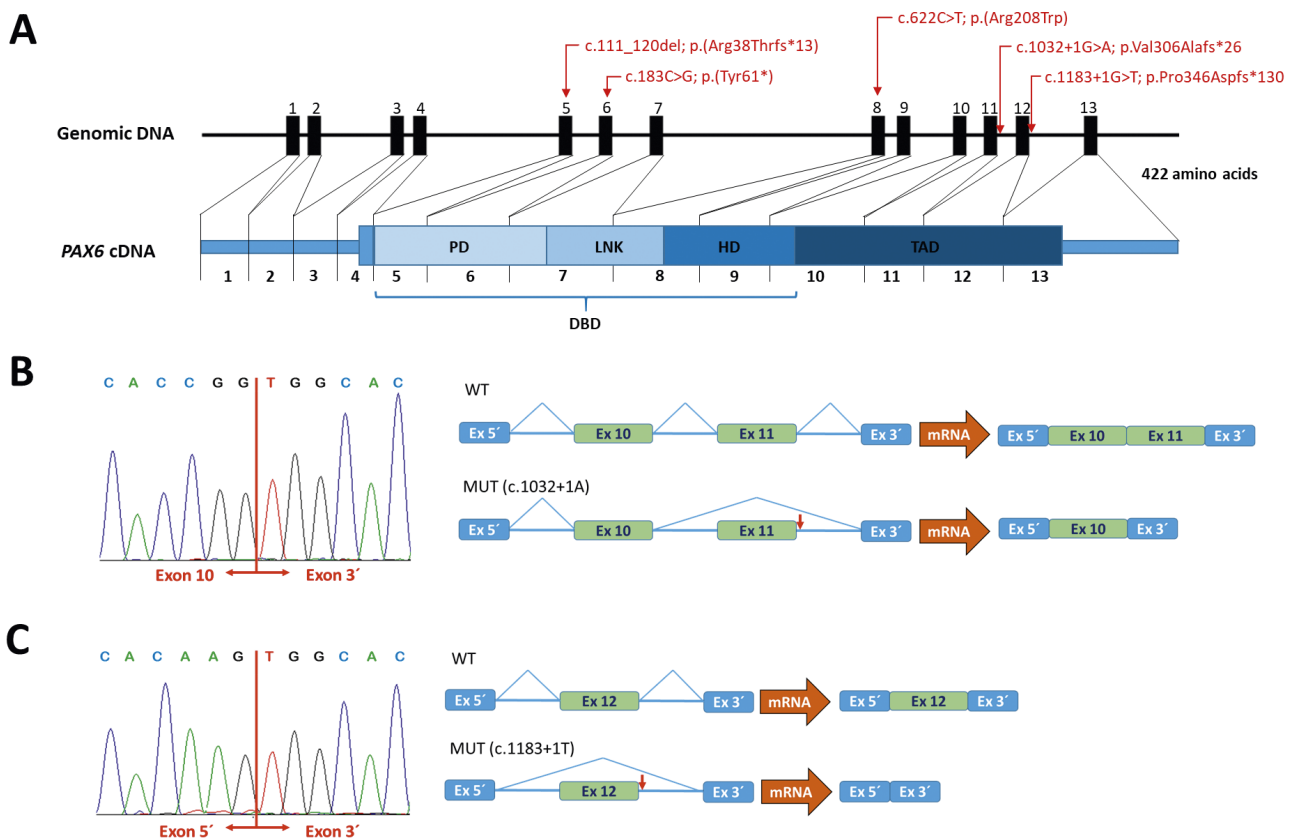 A
c.622C>T; p.(Arg208Trp)
c.111_120del; p.(Arg38Thrfs*13)
c.1032+1G>A; p.Val306Alafs*26
c.183C>G; p.(Tyr61*)
c.1183+1G>T; p.Pro346Aspfs*130
1 2 3 4 5 6 7 8 9 10 11 12 13
Genomic DNA
422 amino acids
PAX6 cDNA
PD LNK HD TAD
1 2 3 4 5 6 7 8 9 10 11 12 13
DBD
B
C A C C G G T G G C A C
Exon 10 Exon 3´
WT
Ex 5´ Ex 10 Ex 11 Ex 3´ mRNA Ex 5´ Ex 10 Ex 11 Ex 3´
MUT (c.1032+1A)
Ex 5´ Ex 10 Ex 11 Ex 3´ mRNA Ex 5´ Ex 10 Ex 3´
C
C A C A A G T G G C A C
Exon 5´ Exon 3´
WT
Ex 5´ Ex 12 Ex 3´ mRNA Ex 5´ Ex 12 Ex 3´
MUT (c.1183+1T)
Ex 5´ Ex 12 Ex 3´ mRNA Ex 5´ Ex 3´